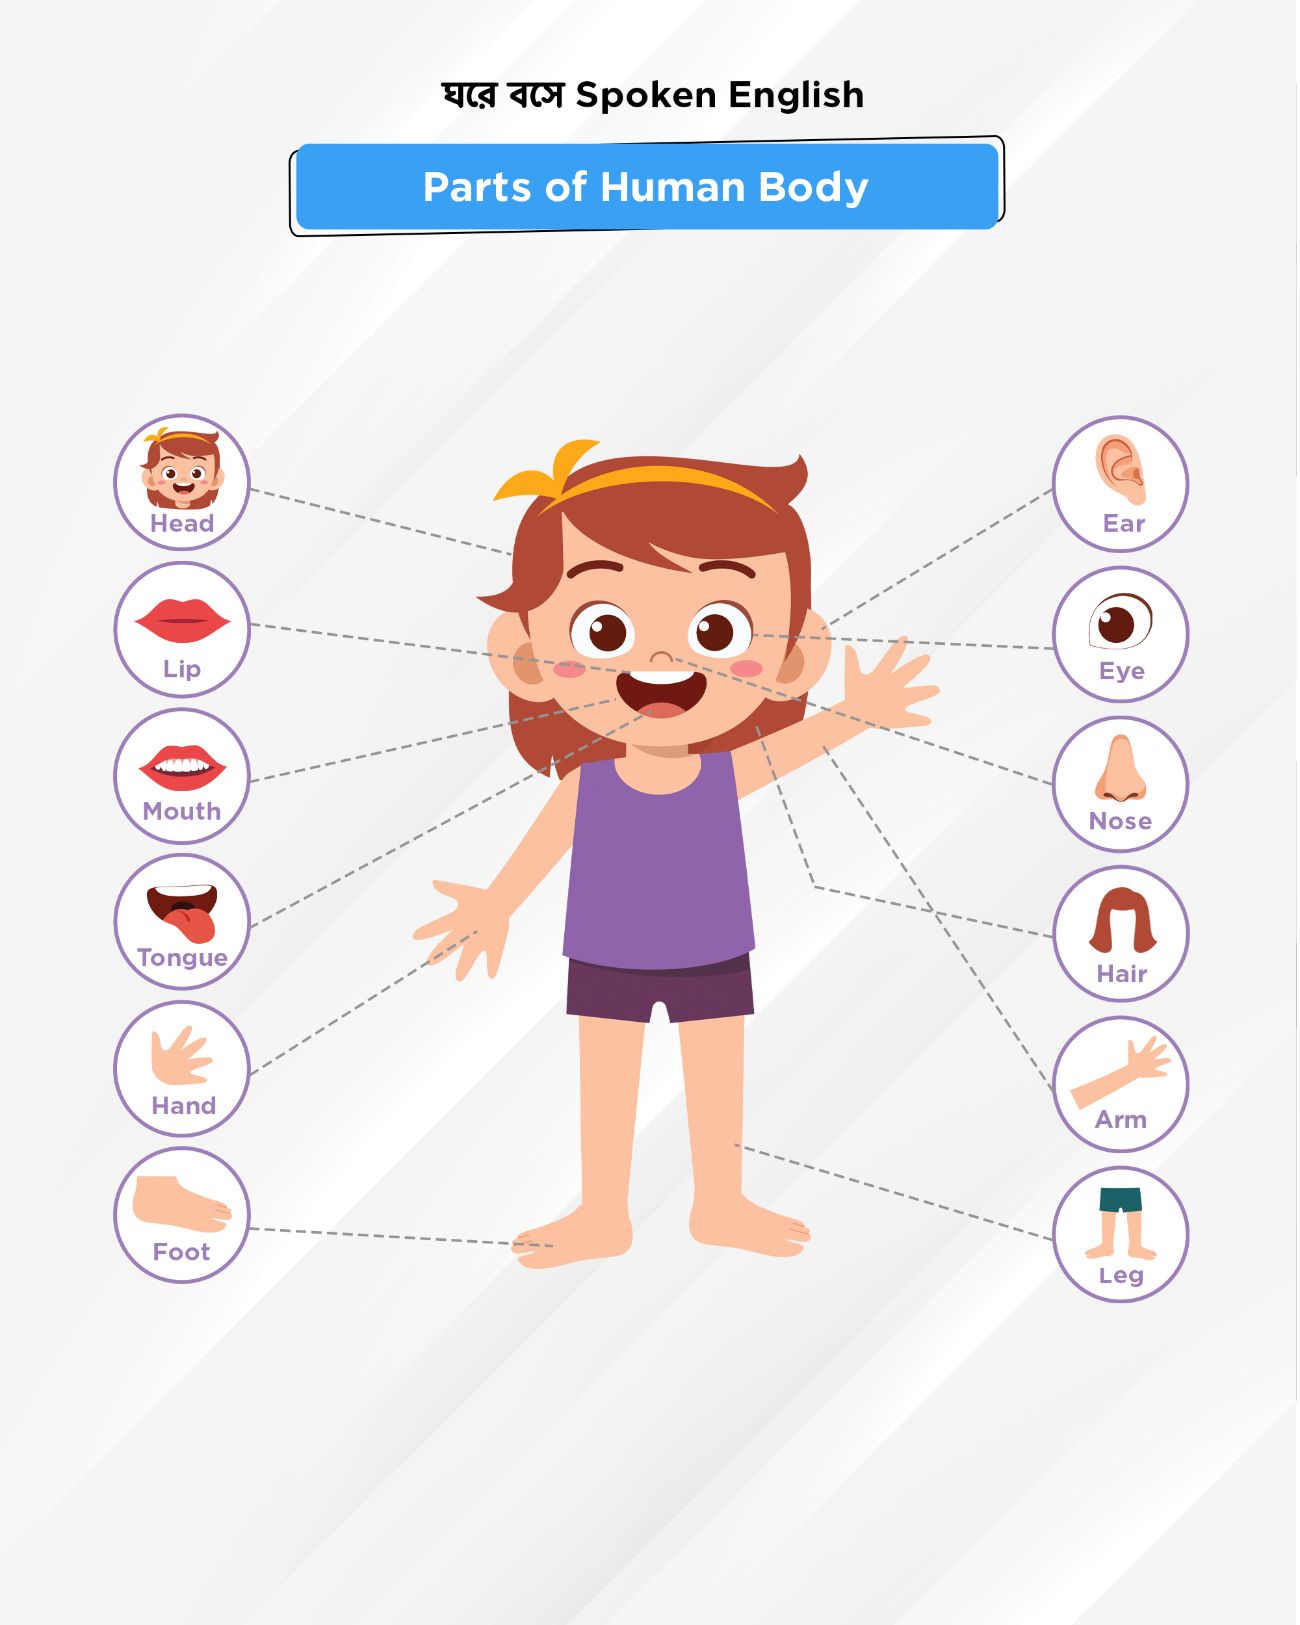 ঘরে বসে Spoken English
Parts of Human Body
Head
Lip
Mouth
Tongue
Hand
Foot
Ear
Eye
Nose
Hair
Arm
Leg